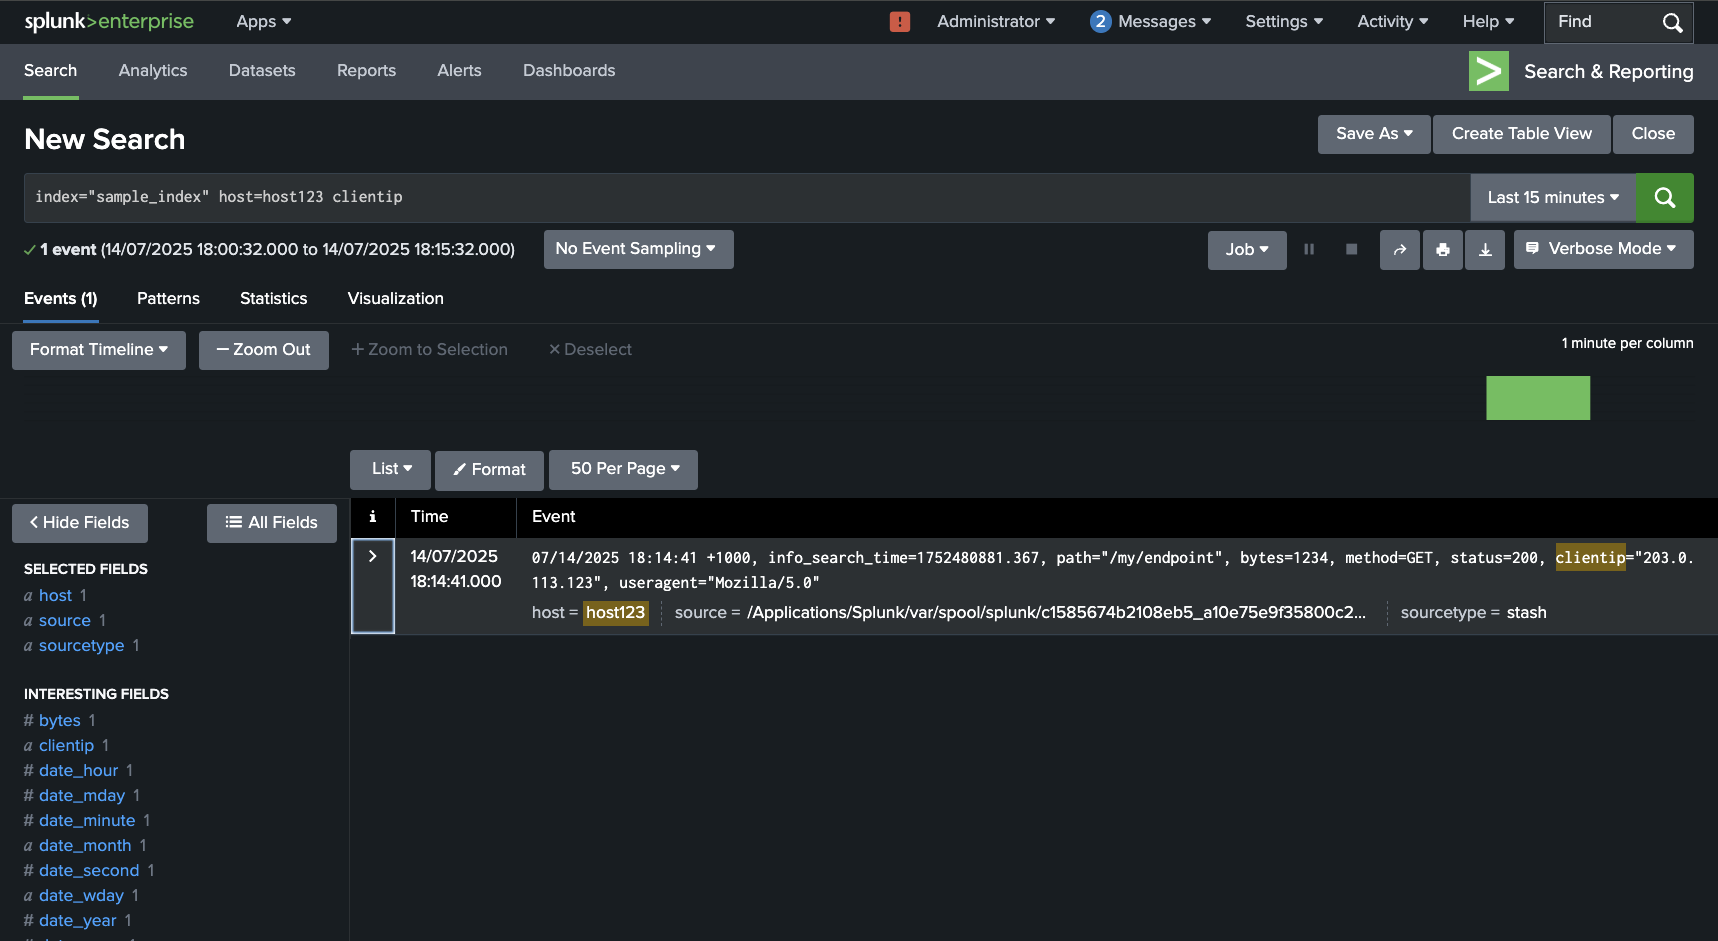 splunk>enterprise Apps ! Administrator 2 Messages Settings Activity Help Find
Search Analytics Datasets Reports Alerts Dashboards Search & Reporting
New Search Save As Create Table View Close
index="sample_index" host=host123 clientip Last 15 minutes
✓ 1 event (14/07/2025 18:00:32.000 to 14/07/2025 18:15:32.000) No Event Sampling Job Verbose Mode
Events (1) Patterns Statistics Visualization
Format Timeline — Zoom Out + Zoom to Selection × Deselect 1 minute per column
List Format 50 Per Page
< Hide Fields All Fields
i Time Event
> 14/07/2025 18:14:41.000
07/14/2025 18:14:41 +1000, info_search_time=1752480881.367, path="/my/endpoint", bytes=1234, method=GET, status=200, clientip="203.0.
113.123", useragent="Mozilla/5.0"
host = host123 source = /Applications/Splunk/var/spool/splunk/c1585674b2108eb5_a10e75e9f35800c2... sourcetype = stash
SELECTED FIELDS
a host 1
a source 1
a sourcetype 1
INTERESTING FIELDS
# bytes 1
a clientip 1
# date_hour 1
# date_mday 1
# date_minute 1
a date_month 1
# date_second 1
a date_wday 1
# date_year 1